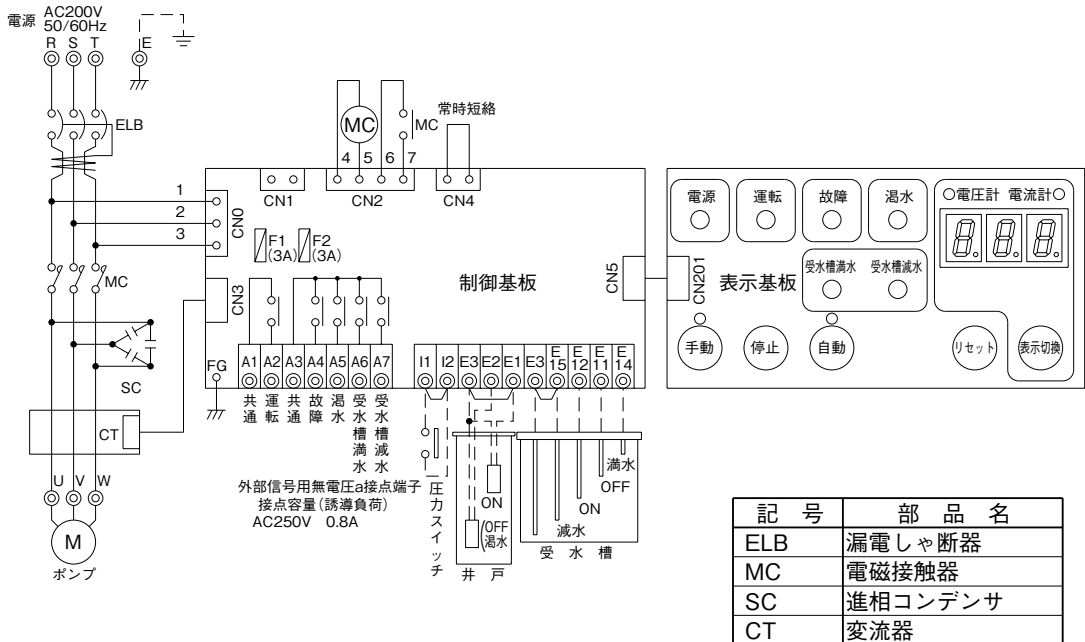 電源 AC200V
50/60Hz
R S T E
ELB
MC
MC
常時短絡
4 5 6 7
CN1 CN2 CN4
1
2
3
CN0
F1
(3A)
F2
(3A)
制御基板
CN5
CN201
表示基板
電源 運転 故障 渇水
電圧計 電流計
8.8.8.
受水槽満水 受水槽減水
手動 停止 自動 リセット 表示切換
MC
CN3
SC
FG
A1 A2 A3 A4 A5 A6 A7
I1 I2 E3 E2 E1 E3 E15 E12 E11 E14
共通
運転
共通
故障
渇水
受水槽満水
受水槽減水
外部信号用無電圧a接点端子
接点容量(誘導負荷)
AC250V 0.8A
CT
U V W
M
ポンプ
圧力スイッチ
ON
(OFF
渇水
井戸
満水
OFF
ON
減水
受水槽
記号 部品名
ELB 漏電しゃ断器
MC 電磁接触器
SC 進相コンデンサ
CT 変流器